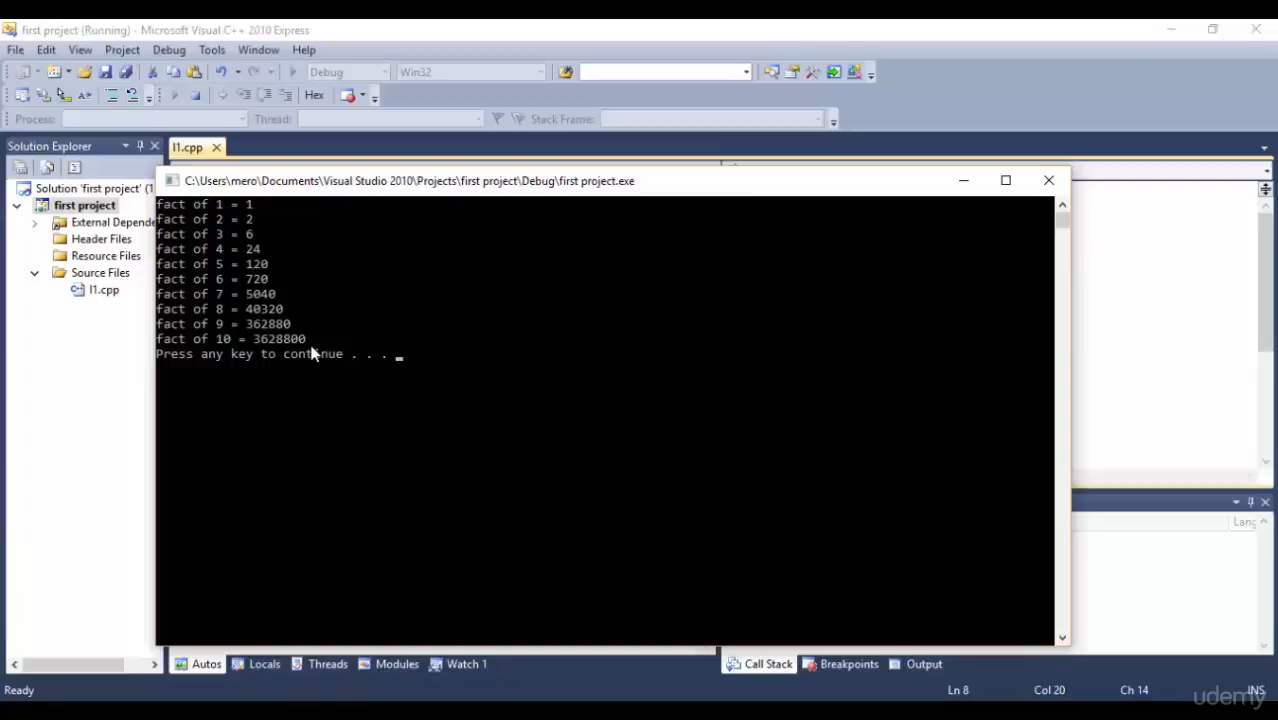 first project (Running) - Microsoft Visual C++ 2010 Express
File Edit View Project Debug Tools Window Help
Debug Win32
Hex
Process: Thread: Stack Frame:
Solution Explorer
l1.cpp
Solution 'first project' (1
first project
External Depende
Header Files
Resource Files
Source Files
l1.cpp
C:\Users\mero\Documents\Visual Studio 2010\Projects\first project\Debug\first project.exe
fact of 1 = 1
fact of 2 = 2
fact of 3 = 6
fact of 4 = 24
fact of 5 = 120
fact of 6 = 720
fact of 7 = 5040
fact of 8 = 40320
fact of 9 = 362880
fact of 10 = 3628800
Press any key to continue . . . _
Lang
Autos Locals Threads Modules Watch 1
Call Stack Breakpoints Output
Ready Ln 8 Col 20 Ch 14 INS
udemy